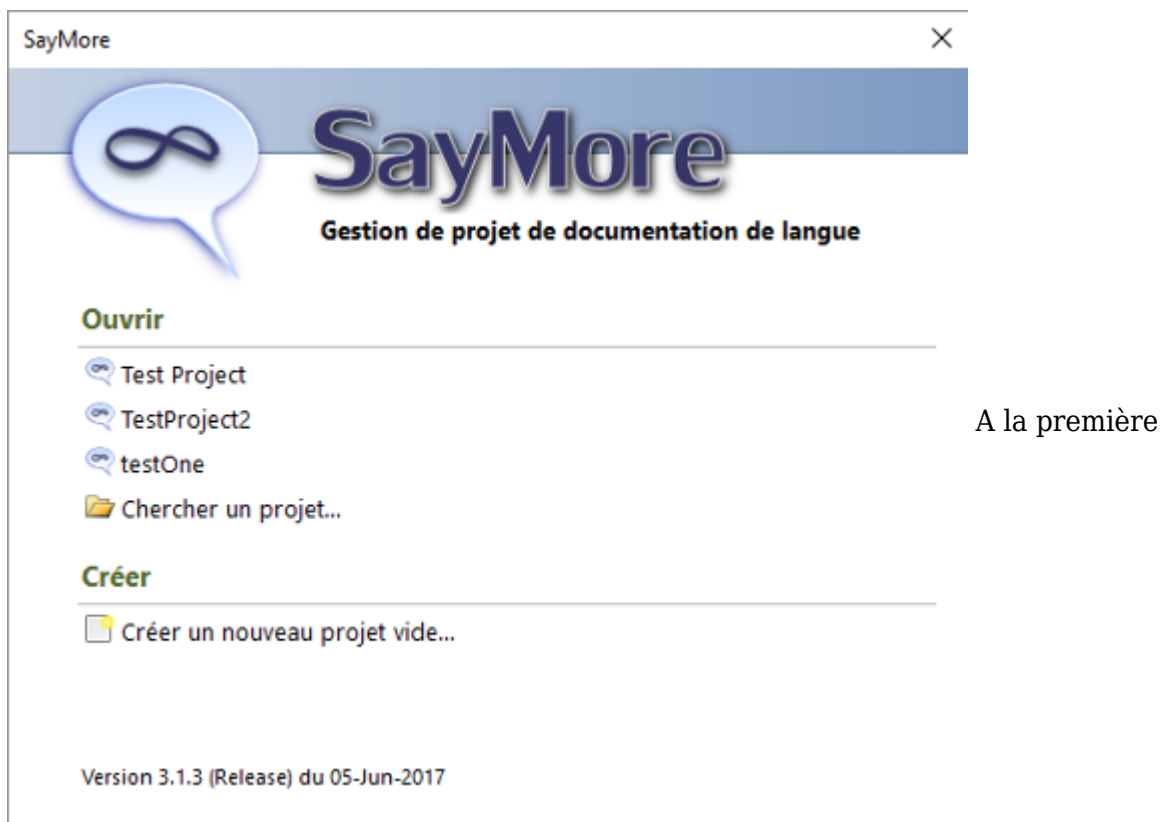 SayMore
SayMore
Gestion de projet de documentation de langue
Ouvrir
Test Project
TestProject2
testOne
Chercher un projet...
Créer
Créer un nouveau projet vide...
Version 3.1.3 (Release) du 05-Jun-2017
A la première